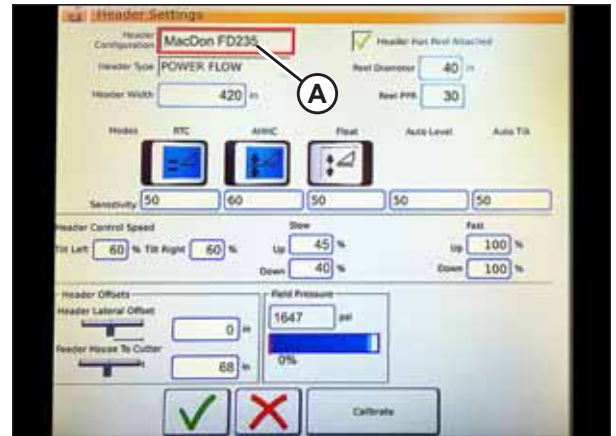 Header Settings
Header Configuration MacDon FD235 Header Has Reel Attached
A
Header Type POWER FLOW Reel Diameter 40 in
Header Width 420 in Reel PPR 30
Modes RTC AHHC Float Auto Level Auto Tilt
Sensitivity 50 60 50 50 50
Header Control Speed Slow Fast
Tilt Left 60 % Tilt Right 60 % Up 45 % Up 100 %
Down 40 % Down 100 %
Header Offsets Field Pressure
Header Lateral Offset 1647 psi
0 in
Feeder House To Cutter 0%
68 in
Calibrate